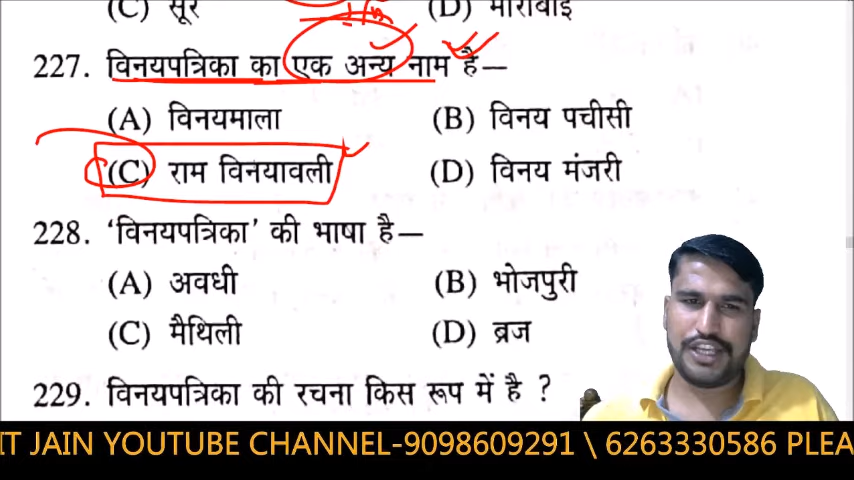 (C) सूर (D) मीराबाई
227. विनयपत्रिका का एक अन्य नाम है—
(A) विनयमाला (B) विनय पचीसी
(C) राम विनयावली (D) विनय मंजरी
228. ‘विनयपत्रिका’ की भाषा है—
(A) अवधी (B) भोजपुरी
(C) मैथिली (D) ब्रज
229. विनयपत्रिका की रचना किस रूप में है ?
IT JAIN YOUTUBE CHANNEL-9098609291 \ 6263330586 PLEA